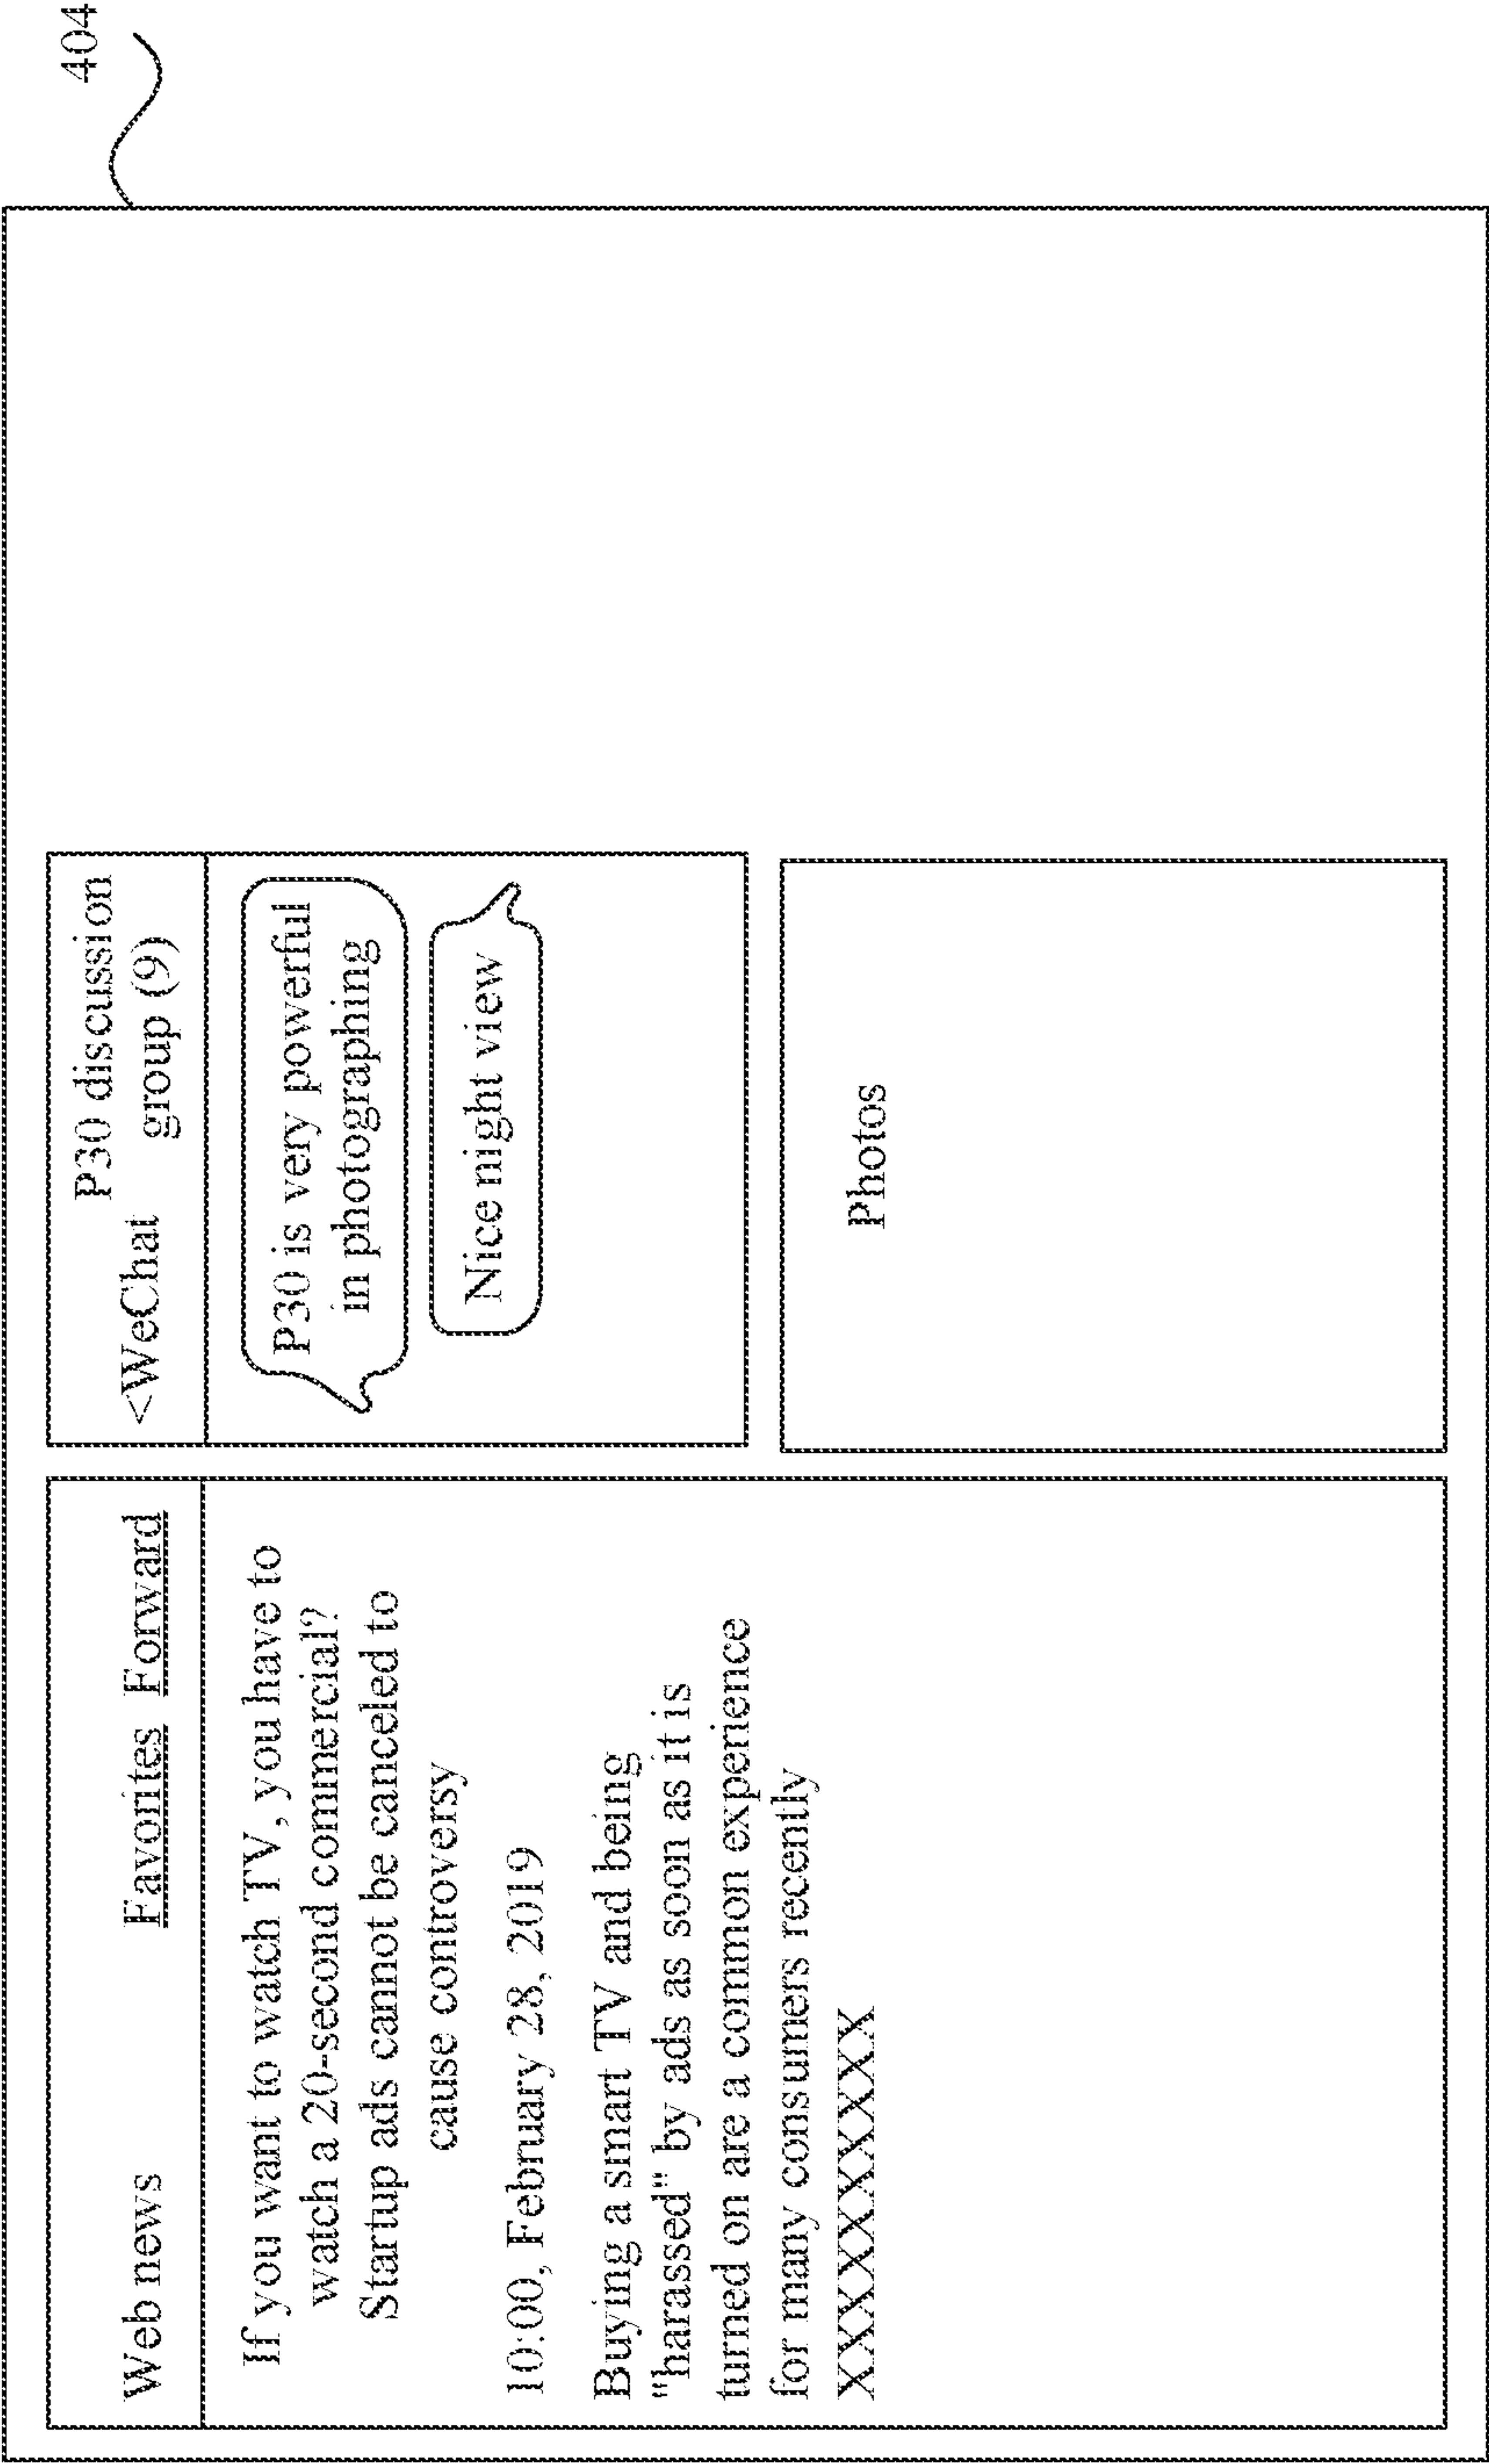 404
Web news Favorites Forward
If you want to watch TV, you have to
watch a 20-second commercial?
Startup ads cannot be canceled to
cause controversy
10:00, February 28, 2019
Buying a smart TV and being
"harassed" by ads as soon as it is
turned on are a common experience
for many consumers recently
XXXXXXXXXX
P30 discussion
<WeChat group (9)
P30 is very powerful
in photographing
Nice night view
Photos